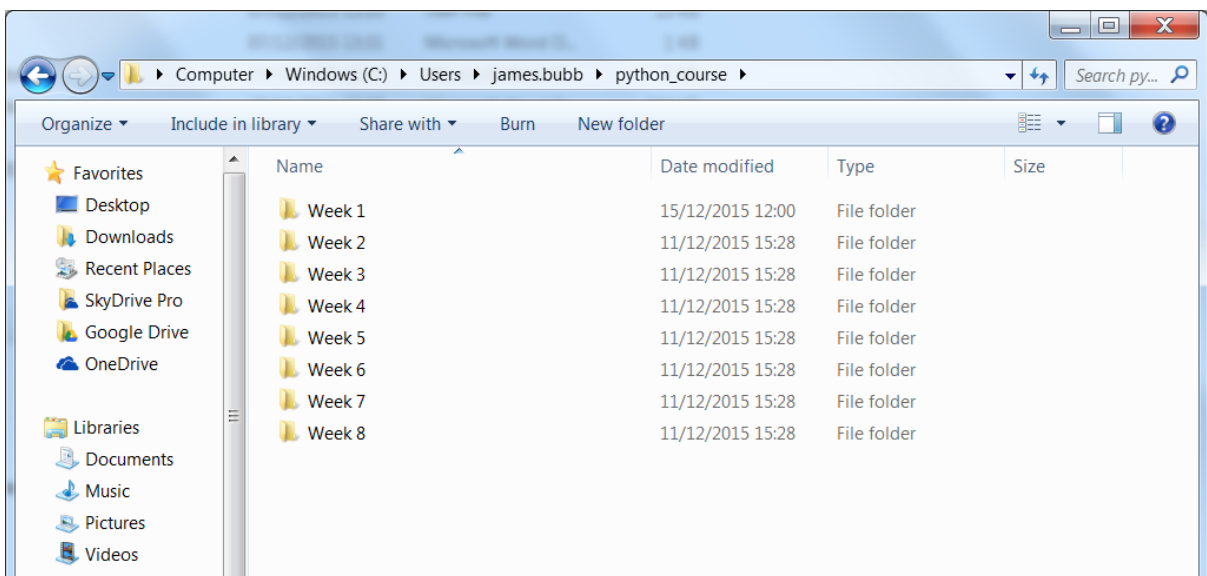 Computer Windows (C:) Users james.bubb python_course Search py...
Organize Include in library Share with Burn New folder
Favorites
Desktop
Downloads
Recent Places
SkyDrive Pro
Google Drive
OneDrive
Libraries
Documents
Music
Pictures
Videos
Name Date modified Type Size
Week 1 15/12/2015 12:00 File folder
Week 2 11/12/2015 15:28 File folder
Week 3 11/12/2015 15:28 File folder
Week 4 11/12/2015 15:28 File folder
Week 5 11/12/2015 15:28 File folder
Week 6 11/12/2015 15:28 File folder
Week 7 11/12/2015 15:28 File folder
Week 8 11/12/2015 15:28 File folder